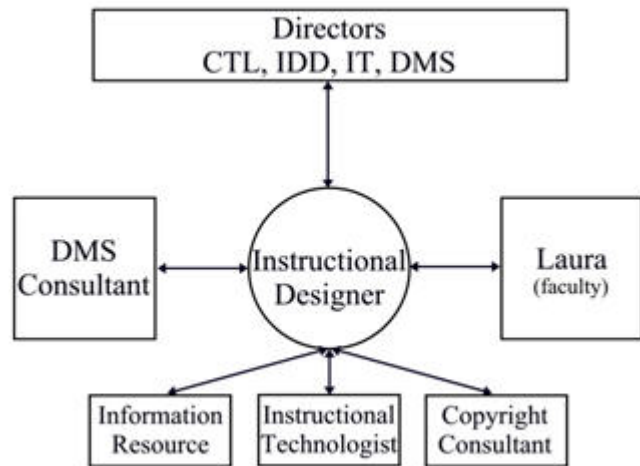 Directors
CTL, IDD, IT, DMS
DMS
Consultant
Instructional
Designer
Laura
(faculty)
Information
Resource
Instructional
Technologist
Copyright
Consultant